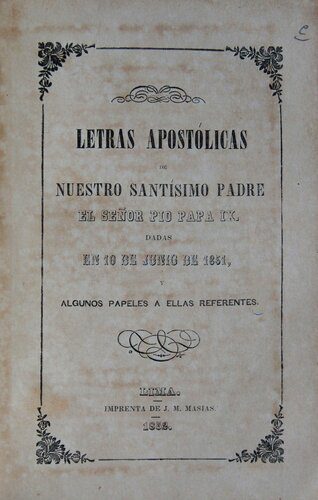 LETRAS APOSTÓLICAS
DE
NUESTRO SANTÍSIMO PADRE
EL SEÑOR PIO PAPA IX.
DADAS
EN 10 DE JUNIO DE 1851,
Y
ALGUNOS PAPELES A ELLAS REFERENTES.
LIMA.
IMPRENTA DE J. M. MASIAS.
1852.